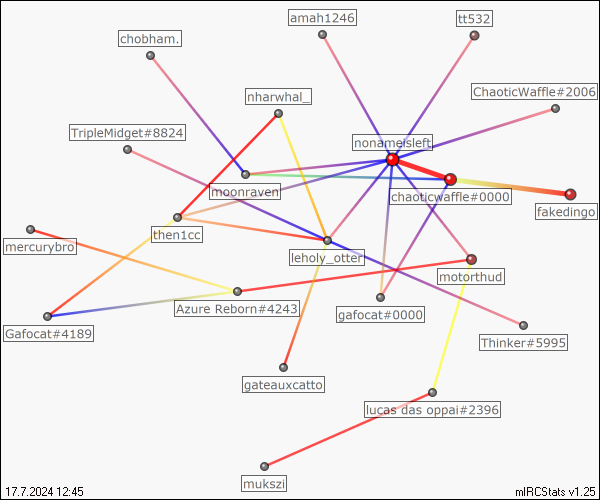 amah1246
tt532
chobham.
ChaoticWaffle#2006
nharwhal_
TripleMidget#8824
nonameisleft
moonraven
chaoticwaffle#0000
fakedingo
then1cc
mercurybro
leholy_otter
motorthud
Azure Reborn#4243
gafocat#0000
Gafocat#4189
Thinker#5995
gateauxcatto
lucas das oppai#2396
mukszi
17.7.2024 12:45
mIRCStats v1.25